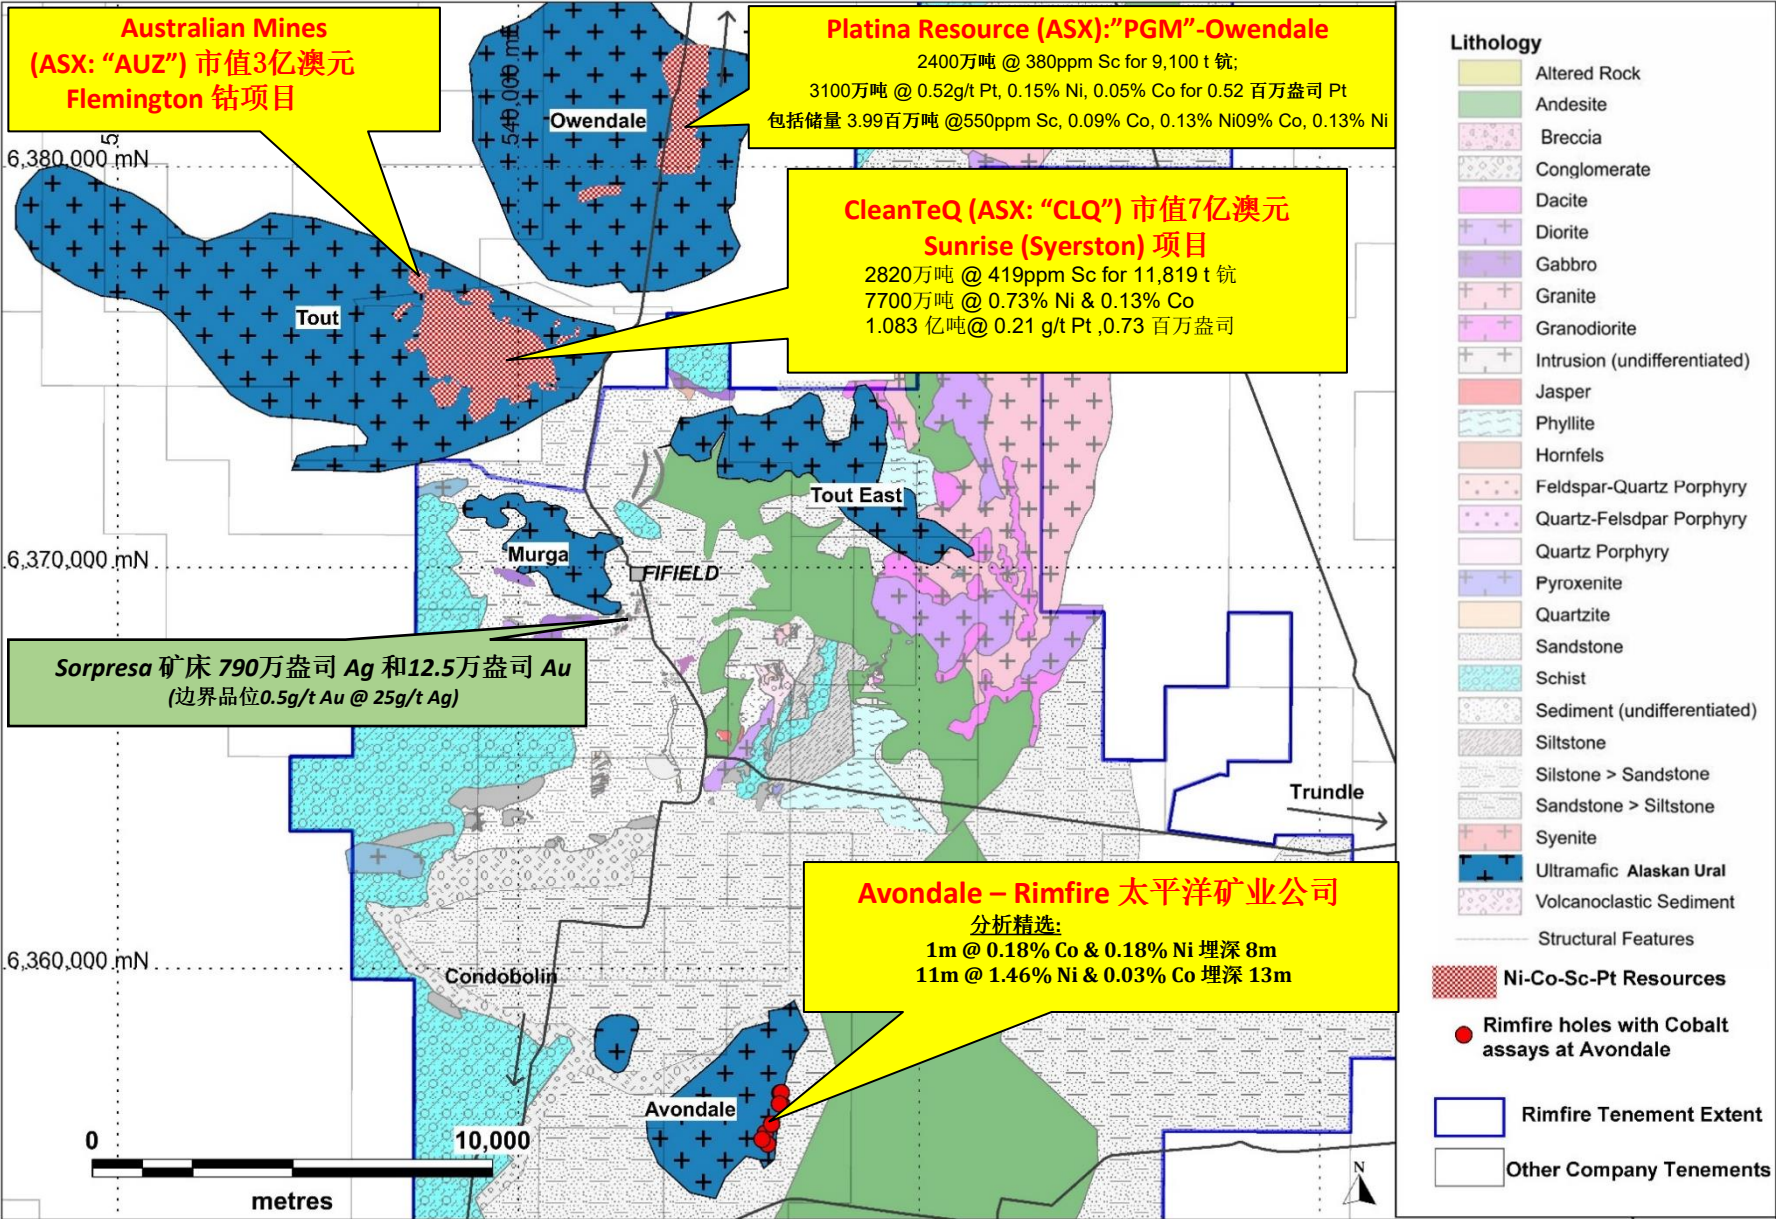 Australian Mines
(ASX: “AUZ”) 市值3亿澳元
Flemington 钴项目
Platina Resource (ASX):”PGM”-Owendale
2400万吨 @ 380ppm Sc for 9,100 t 钪;
3100万吨 @ 0.52g/t Pt, 0.15% Ni, 0.05% Co for 0.52 百万盎司 Pt
包括储量 3.99百万吨 @550ppm Sc, 0.09% Co, 0.13% Ni09% Co, 0.13% Ni
CleanTeQ (ASX: “CLQ”) 市值7亿澳元
Sunrise (Syerston) 项目
2820万吨 @ 419ppm Sc for 11,819 t 钪
7700万吨 @ 0.73% Ni & 0.13% Co
1.083 亿吨@ 0.21 g/t Pt ,0.73 百万盎司
540,000 mE
Owendale
6,380,000 mN
Tout
Tout East
Murga
6,370,000 mN
FIFIELD
Sorpresa 矿床 790万盎司 Ag 和12.5万盎司 Au
(边界品位0.5g/t Au @ 25g/t Ag)
Trundle
Avondale – Rimfire 太平洋矿业公司
分析精选:
1m @ 0.18% Co & 0.18% Ni 埋深 8m
11m @ 1.46% Ni & 0.03% Co 埋深 13m
6,360,000 mN
Condobolin
Avondale
0
10,000
metres
N
Lithology
Altered Rock
Andesite
Breccia
Conglomerate
Dacite
Diorite
Gabbro
Granite
Granodiorite
Intrusion (undifferentiated)
Jasper
Phyllite
Hornfels
Feldspar-Quartz Porphyry
Quartz-Felsdpar Porphyry
Quartz Porphyry
Pyroxenite
Quartzite
Sandstone
Schist
Sediment (undifferentiated)
Siltstone
Silstone > Sandstone
Sandstone > Siltstone
Syenite
Ultramafic Alaskan Ural
Volcanoclastic Sediment
Structural Features
Ni-Co-Sc-Pt Resources
Rimfire holes with Cobalt
assays at Avondale
Rimfire Tenement Extent
Other Company Tenements